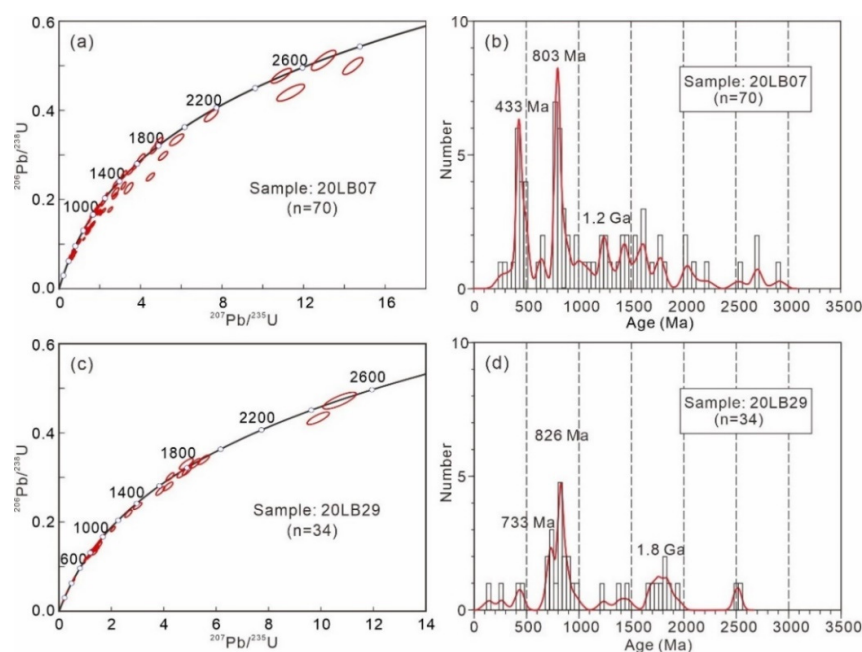 (a)
0.6
0.4
0.2
0.0
²⁰⁶Pb/²³⁸U
1000
1400
1800
2200
2600
Sample: 20LB07
(n=70)
0 4 8 12 16
²⁰⁷Pb/²³⁵U
(b)
10
5
0
Number
433 Ma
803 Ma
1.2 Ga
Sample: 20LB07
(n=70)
0 500 1000 1500 2000 2500 3000 3500
Age (Ma)
(c)
0.6
0.4
0.2
0.0
²⁰⁶Pb/²³⁸U
600
1000
1400
1800
2200
2600
Sample: 20LB29
(n=34)
0 2 4 6 8 10 12 14
²⁰⁷Pb/²³⁵U
(d)
10
5
0
Number
733 Ma
826 Ma
1.8 Ga
Sample: 20LB29
(n=34)
0 500 1000 1500 2000 2500 3000 3500
Age (Ma)